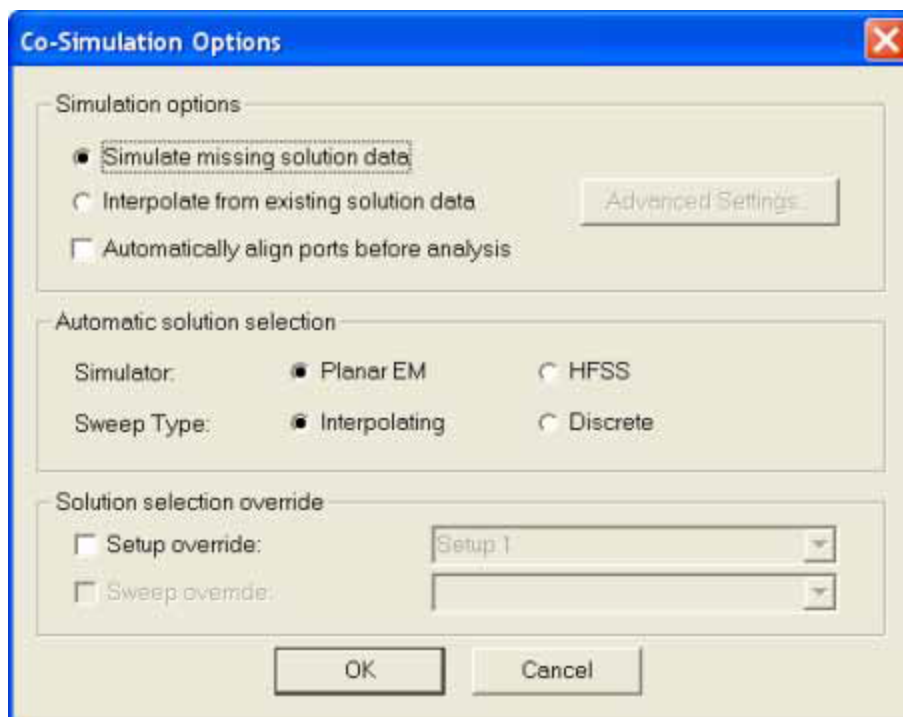 Co-Simulation Options
Simulation options
Simulate missing solution data
Interpolate from existing solution data Advanced Settings...
Automatically align ports before analysis
Automatic solution selection
Simulator: Planar EM HFSS
Sweep Type: Interpolating Discrete
Solution selection override
Setup override: Setup 1
Sweep override:
OK Cancel